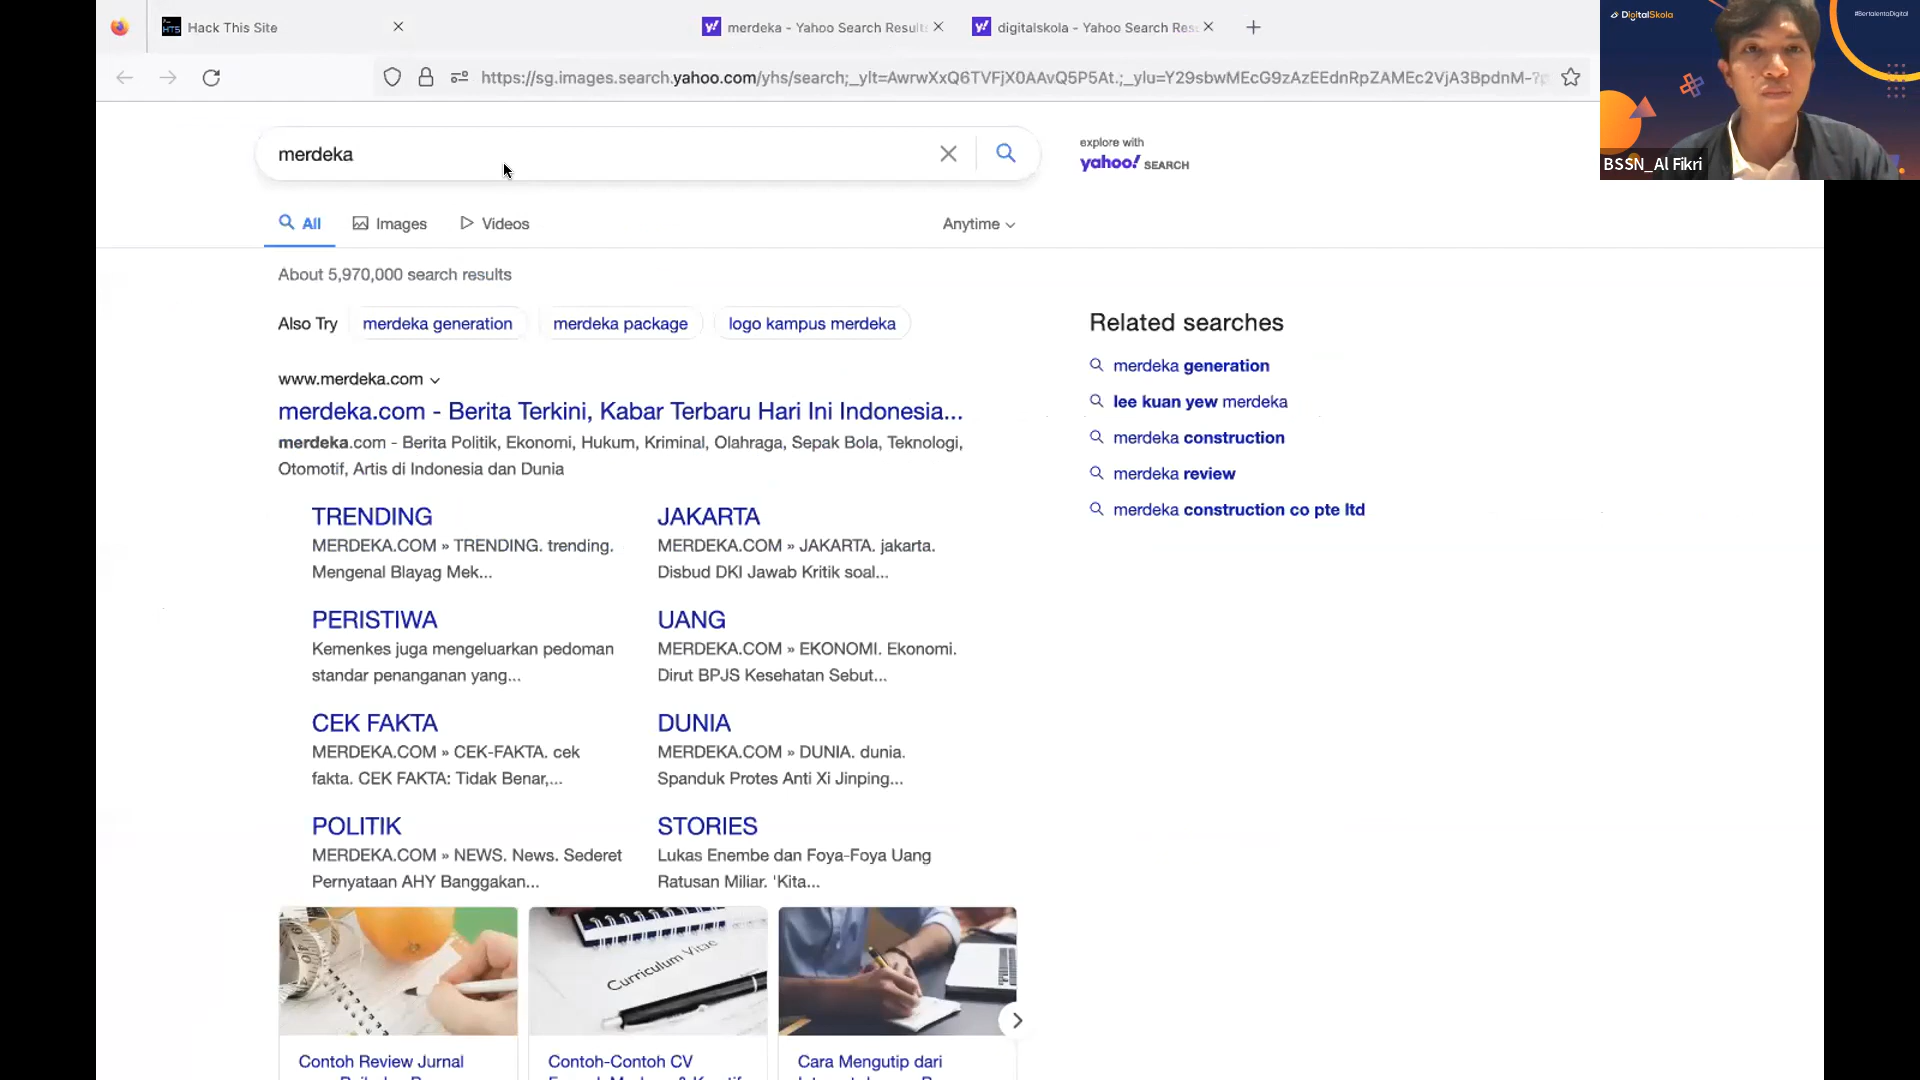 Hack This Site
merdeka - Yahoo Search Results
digitalskola - Yahoo Search Res
https://sg.images.search.yahoo.com/yhs/search;_ylt=AwrwXxQ6TVFjX0AAvQ5P5At.;_ylu=Y29sbwMEcG9zAzEEdnRpZAMEc2VjA3BpdnM-?p
DigitalSkola
#BertalentaDigital
BSSN_Al Fikri
merdeka
explore with
yahoo! SEARCH
All
Images
Videos
Anytime
About 5,970,000 search results
Also Try
merdeka generation
merdeka package
logo kampus merdeka
www.merdeka.com
merdeka.com - Berita Terkini, Kabar Terbaru Hari Ini Indonesia...
merdeka.com - Berita Politik, Ekonomi, Hukum, Kriminal, Olahraga, Sepak Bola, Teknologi,
Otomotif, Artis di Indonesia dan Dunia
TRENDING
MERDEKA.COM » TRENDING. trending.
Mengenal Blayag Mek...
JAKARTA
MERDEKA.COM » JAKARTA. jakarta.
Disbud DKI Jawab Kritik soal...
PERISTIWA
Kemenkes juga mengeluarkan pedoman
standar penanganan yang...
UANG
MERDEKA.COM » EKONOMI. Ekonomi.
Dirut BPJS Kesehatan Sebut...
CEK FAKTA
MERDEKA.COM » CEK-FAKTA. cek
fakta. CEK FAKTA: Tidak Benar,...
DUNIA
MERDEKA.COM » DUNIA. dunia.
Spanduk Protes Anti Xi Jinping...
POLITIK
MERDEKA.COM » NEWS. News. Sederet
Pernyataan AHY Banggakan...
STORIES
Lukas Enembe dan Foya-Foya Uang
Ratusan Miliar. 'Kita...
Curriculum Vitae
Contoh Review Jurnal
Contoh-Contoh CV
Cara Mengutip dari
Related searches
merdeka generation
lee kuan yew merdeka
merdeka construction
merdeka review
merdeka construction co pte ltd